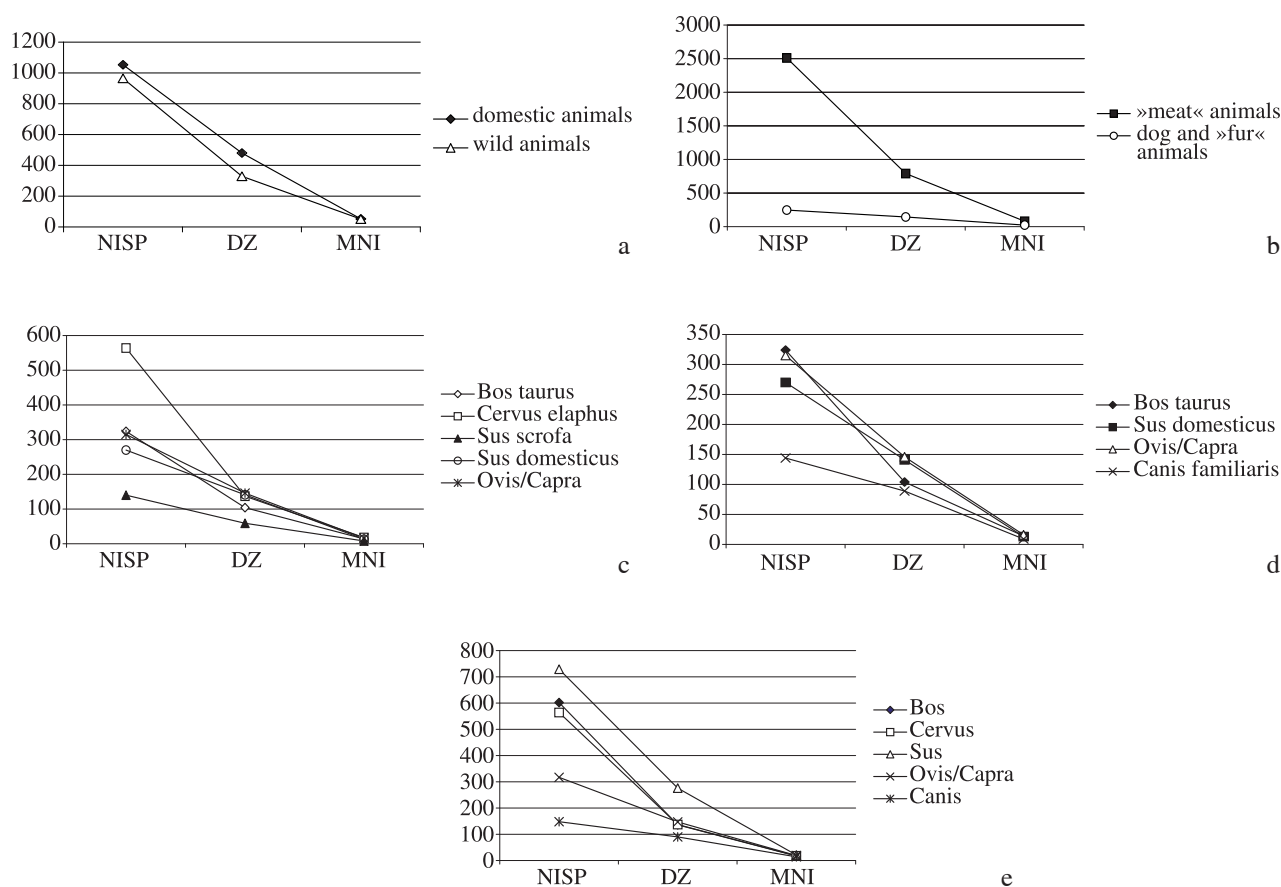 1200
1000
800
600
400
200
0
NISP DZ MNI
domestic animals
wild animals
a
3000
2500
2000
1500
1000
500
0
NISP DZ MNI
»meat« animals
dog and »fur«
animals
b
600
500
400
300
200
100
0
NISP DZ MNI
Bos taurus
Cervus elaphus
Sus scrofa
Sus domesticus
Ovis/Capra
c
350
300
250
200
150
100
50
0
NISP DZ MNI
Bos taurus
Sus domesticus
Ovis/Capra
Canis familiaris
d
800
700
600
500
400
300
200
100
0
NISP DZ MNI
Bos
Cervus
Sus
Ovis/Capra
Canis
e